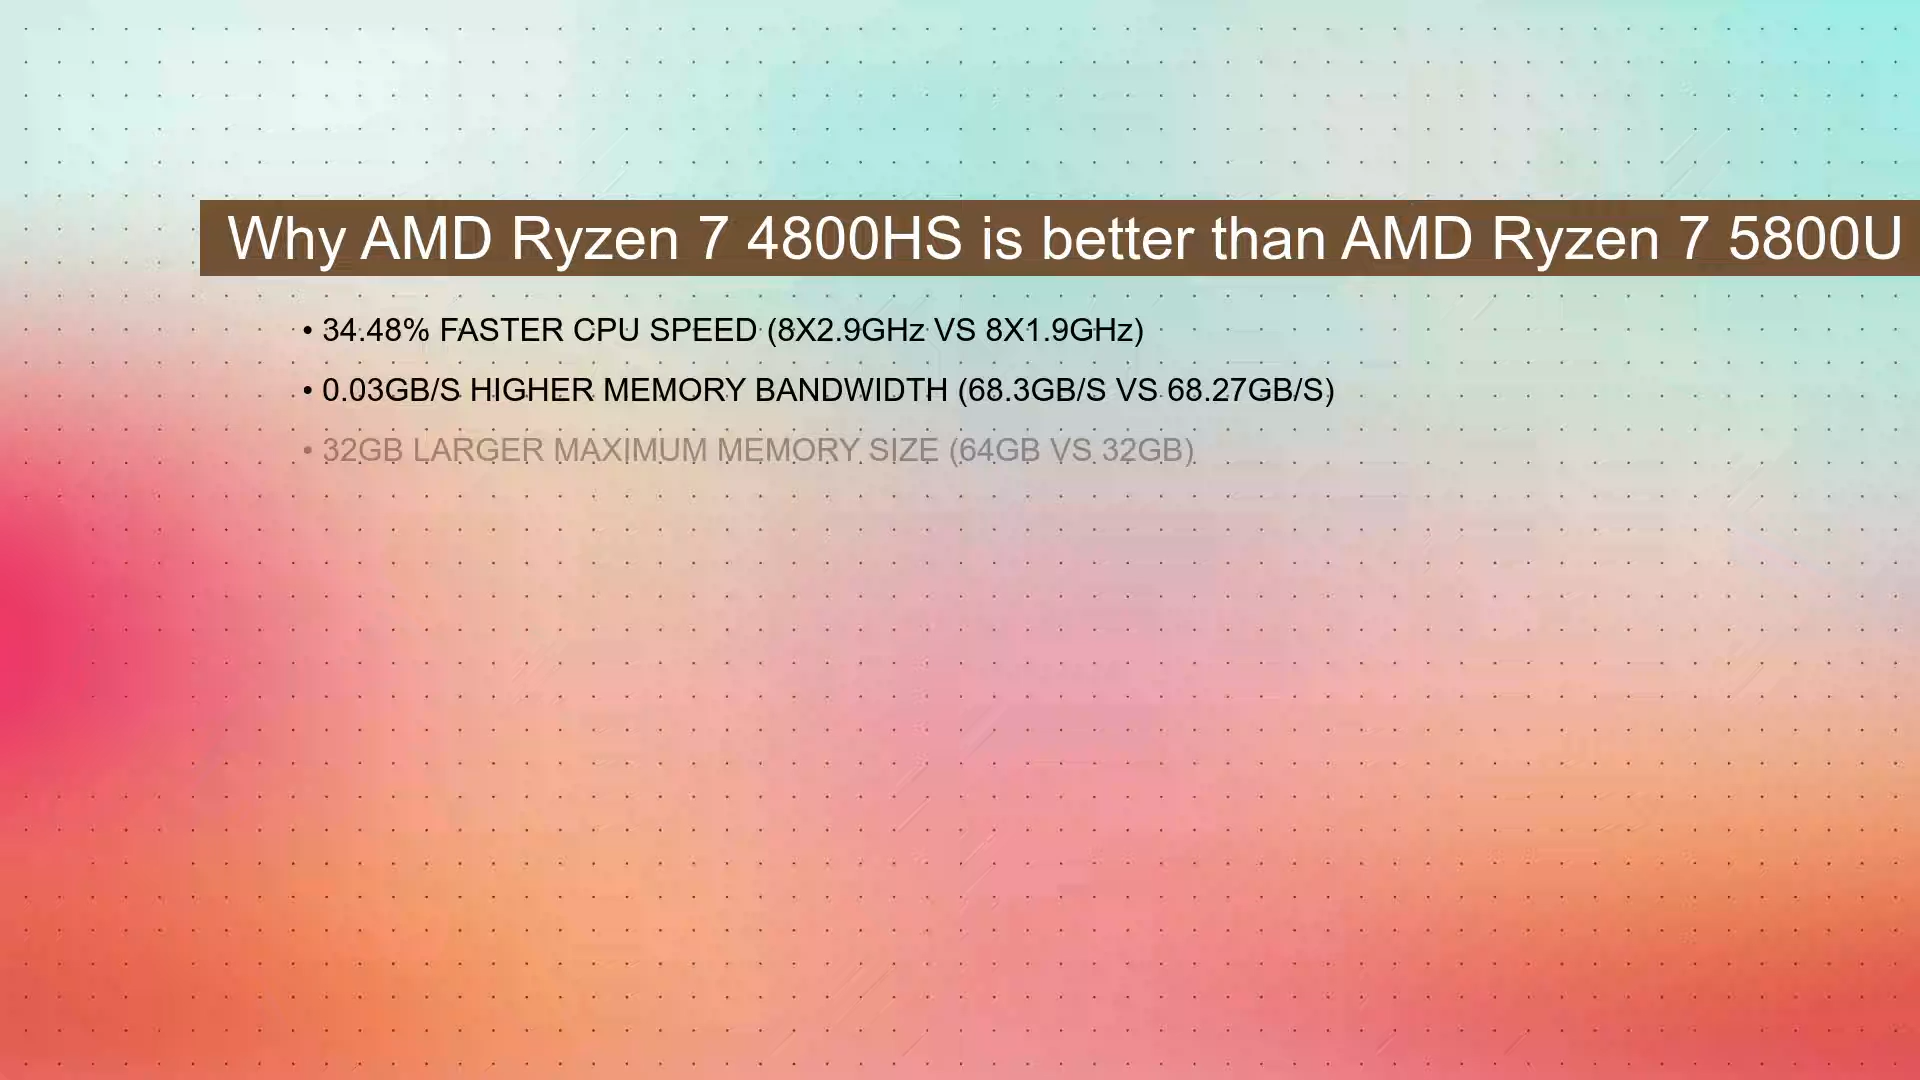 Why AMD Ryzen 7 4800HS is better than AMD Ryzen 7 5800U
• 34.48% FASTER CPU SPEED (8X2.9GHz VS 8X1.9GHz)
• 0.03GB/S HIGHER MEMORY BANDWIDTH (68.3GB/S VS 68.27GB/S)
• 32GB LARGER MAXIMUM MEMORY SIZE (64GB VS 32GB)